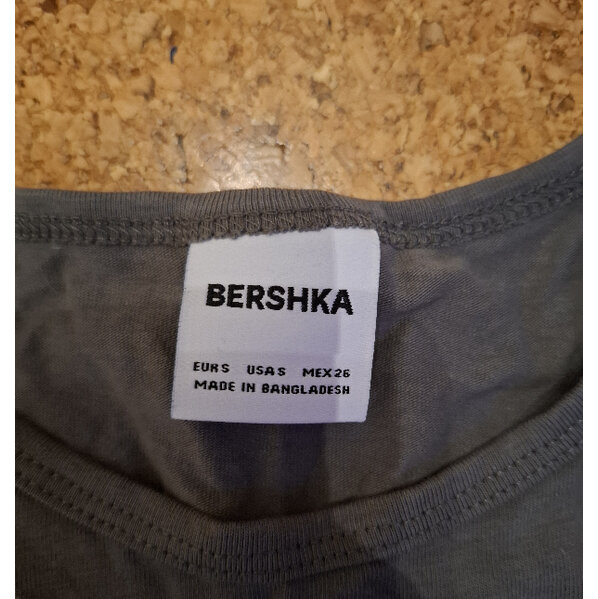 BERSHKA
EUR S USA S MEX 26
MADE IN BANGLADESH